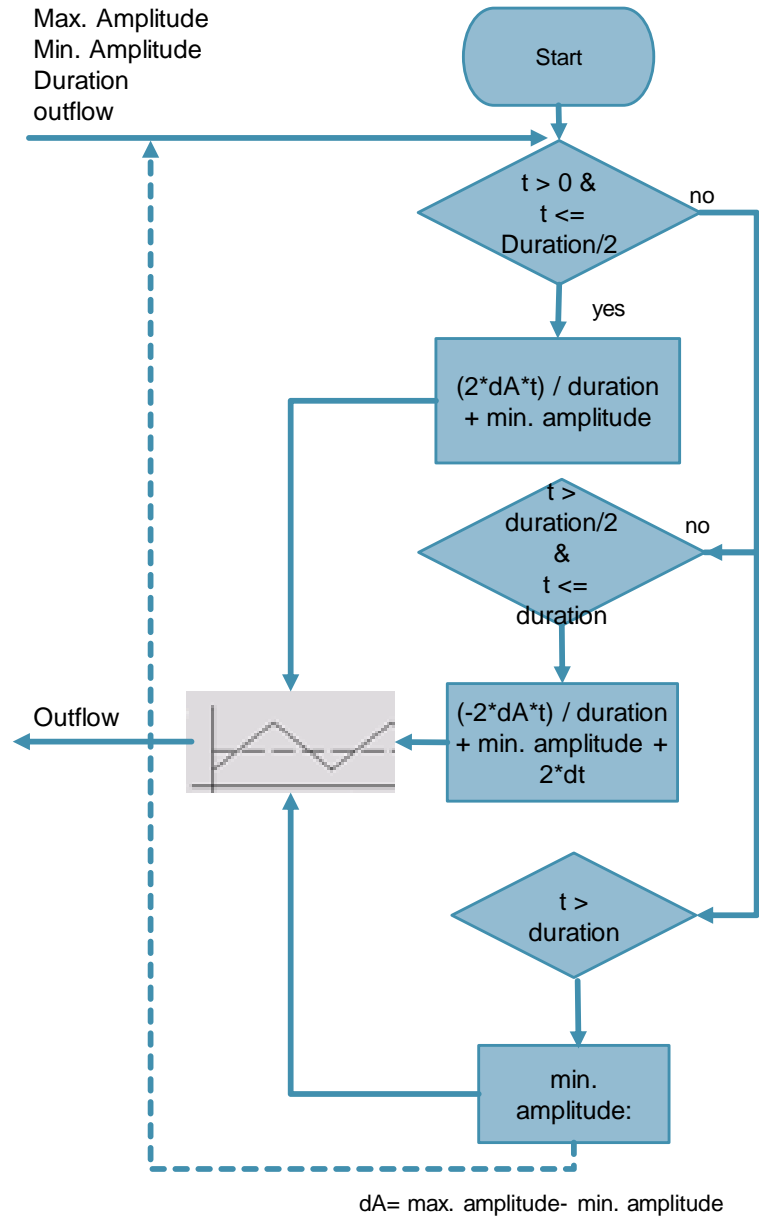 Max. Amplitude
Min. Amplitude
Duration
outflow
Start
t > 0 &
t <=
Duration/2
no
yes
(2*dA*t) / duration
+ min. amplitude
t >
duration/2
&
t <=
duration
no
(-2*dA*t) / duration
+ min. amplitude +
2*dt
Outflow
t >
duration
min.
amplitude:
dA= max. amplitude- min. amplitude